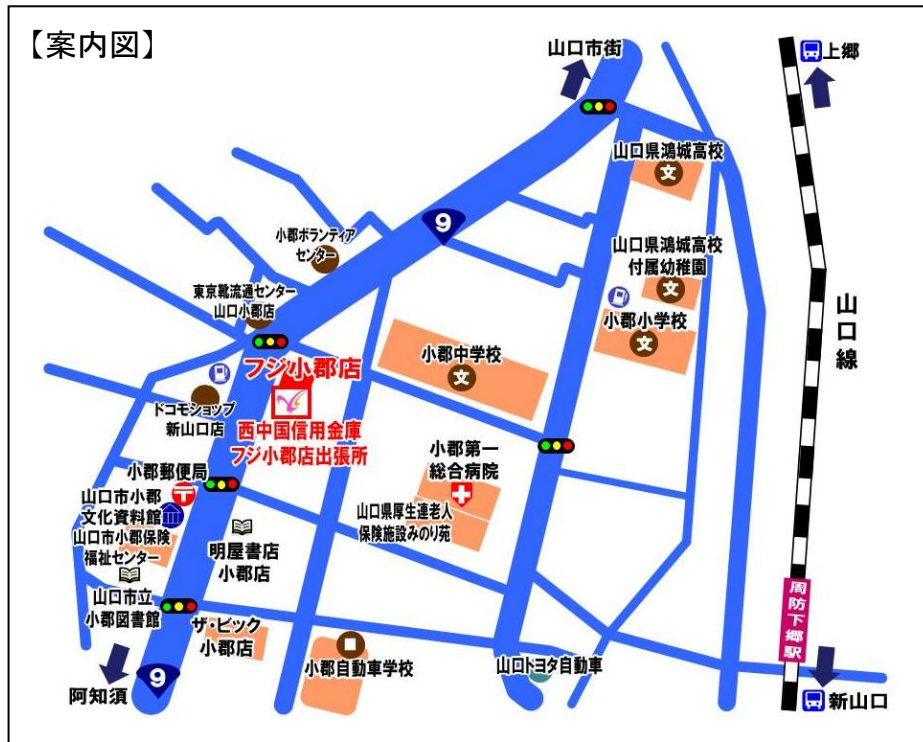 【案内図】
山口市街
上郷
山口県鴻城高校
文
9
小郡ボランティア
センター
山口県鴻城高校
付属幼稚園
文
東京靴流通センター
山口小郡店
小郡小学校
文
山口線
フジ小郡店
小郡中学校
文
ドコモショップ
新山口店
西中国信用金庫
フジ小郡店出張所
小郡第一
総合病院
小郡郵便局
山口市小郡
文化資料館
山口県厚生連老人
保険施設みのり苑
山口市小郡保険
福祉センター
明屋書店
小郡店
山口市立
小郡図書館
周防下郷駅
ザ・ビック
小郡店
小郡自動車学校
山口トヨタ自動車
9
阿知須
新山口